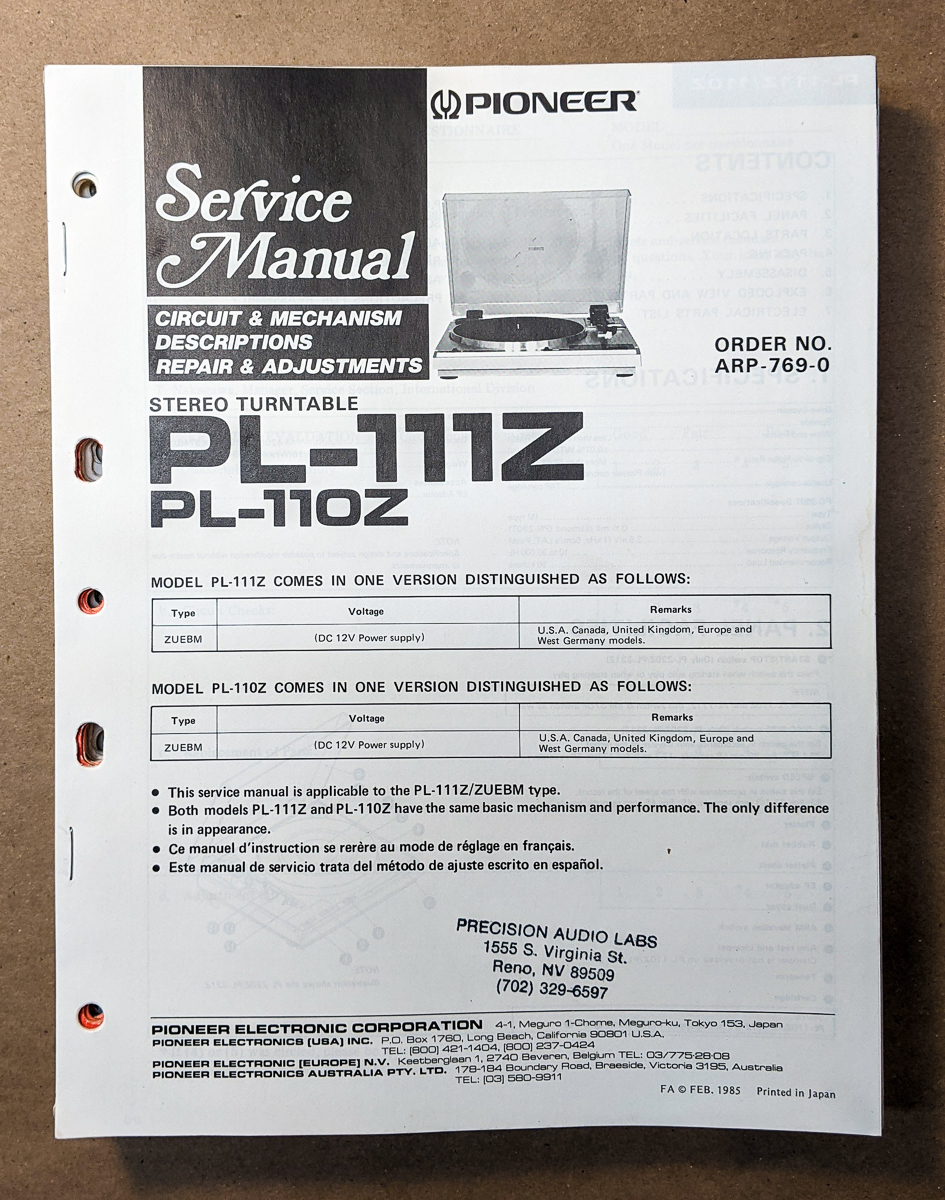 PIONEER
Service
Manual
CIRCUIT & MECHANISM
DESCRIPTIONS
REPAIR & ADJUSTMENTS
ORDER NO.
ARP-769-0
STEREO TURNTABLE
PL-111Z
PL-110Z
MODEL PL-111Z COMES IN ONE VERSION DISTINGUISHED AS FOLLOWS:
Type Voltage Remarks
ZUEBM (DC 12V Power supply) U.S.A. Canada, United Kingdom, Europe and
West Germany models.
MODEL PL-110Z COMES IN ONE VERSION DISTINGUISHED AS FOLLOWS:
Type Voltage Remarks
ZUEBM (DC 12V Power supply) U.S.A. Canada, United Kingdom, Europe and
West Germany models.
● This service manual is applicable to the PL-111Z/ZUEBM type.
● Both models PL-111Z and PL-110Z have the same basic mechanism and performance. The only difference
is in appearance.
● Ce manuel d'instruction se rerère au mode de réglage en français.
● Este manual de servicio trata del método de ajuste escrito en español.
PRECISION AUDIO LABS
1555 S. Virginia St.
Reno, NV 89509
(702) 329-6597
PIONEER ELECTRONIC CORPORATION 4-1, Meguro 1-Chome, Meguro-ku, Tokyo 153, Japan
PIONEER ELECTRONICS [USA] INC. P.O. Box 1760, Long Beach, California 90801 U.S.A.
TEL: [800] 421-1404, [800] 237-0424
PIONEER ELECTRONIC [EUROPE] N.V. Keetberglaan 1, 2740 Beveren, Belgium TEL: 03/775·28·08
PIONEER ELECTRONICS AUSTRALIA PTY. LTD. 178-184 Boundary Road, Braeside, Victoria 3195, Australia
TEL: [03] 580-9911
FA © FEB. 1985 Printed in Japan